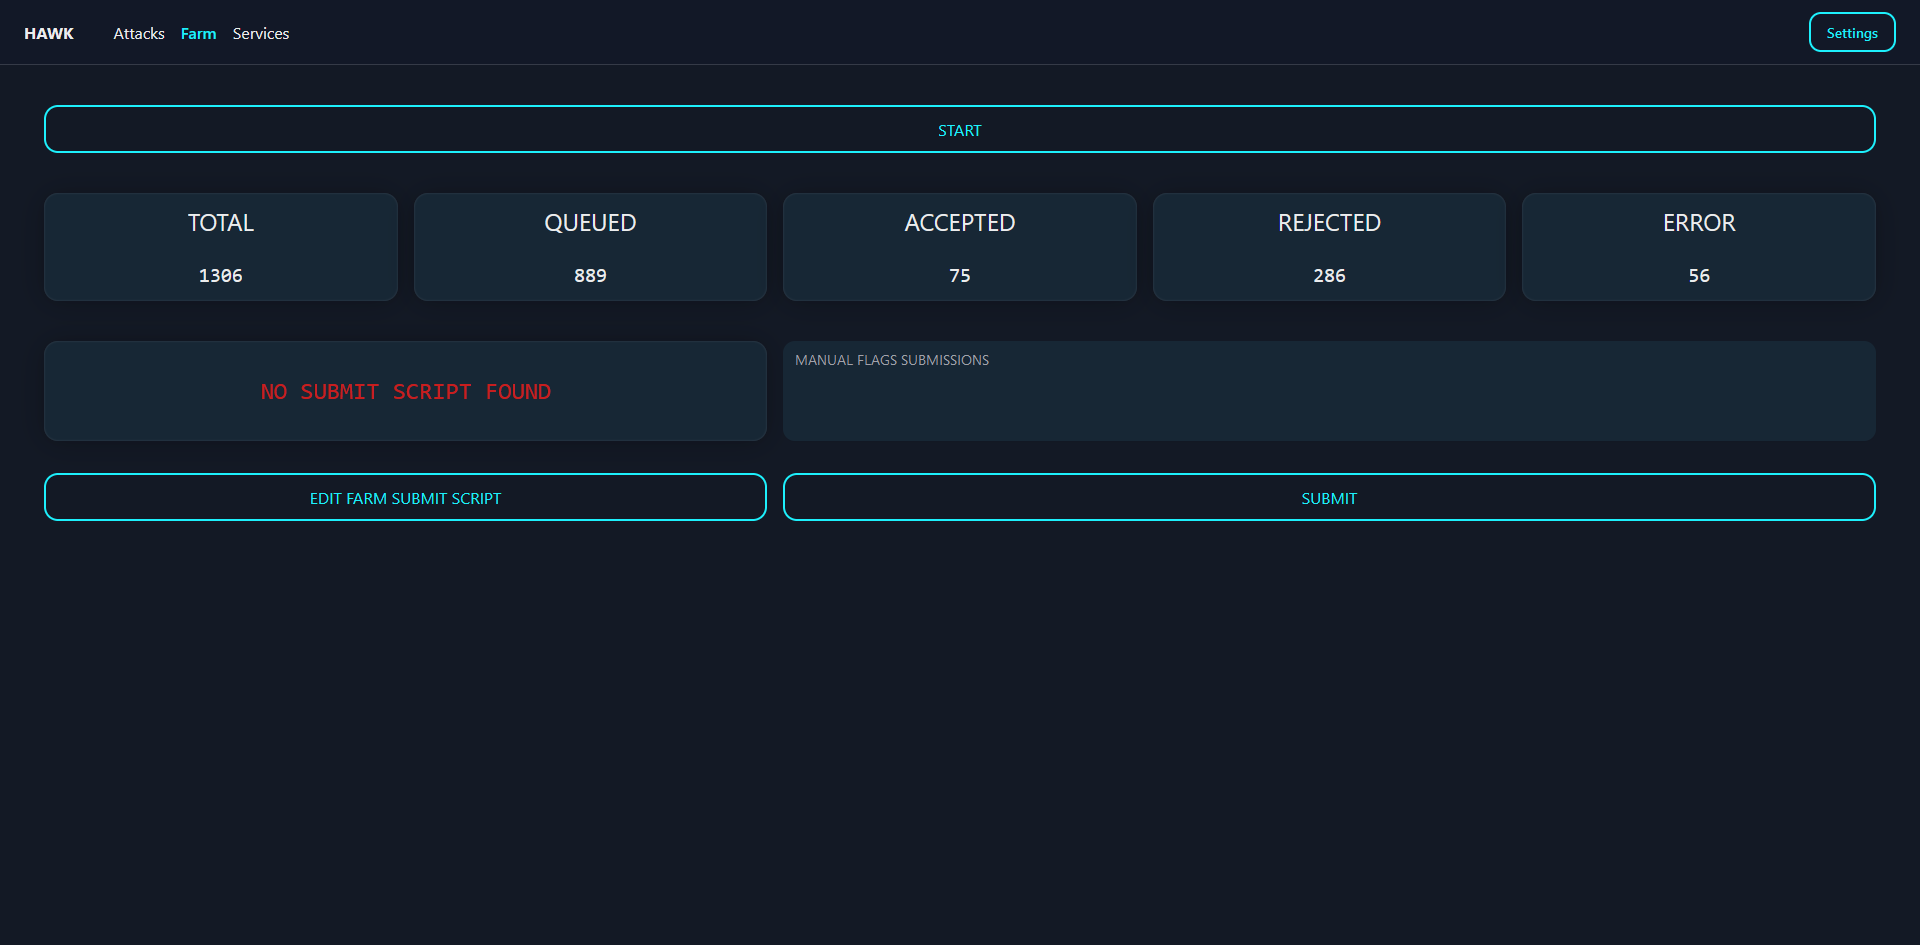 HAWK Attacks Farm Services Settings
START
TOTAL QUEUED ACCEPTED REJECTED ERROR
1306 889 75 286 56
NO SUBMIT SCRIPT FOUND
MANUAL FLAGS SUBMISSIONS
EDIT FARM SUBMIT SCRIPT SUBMIT